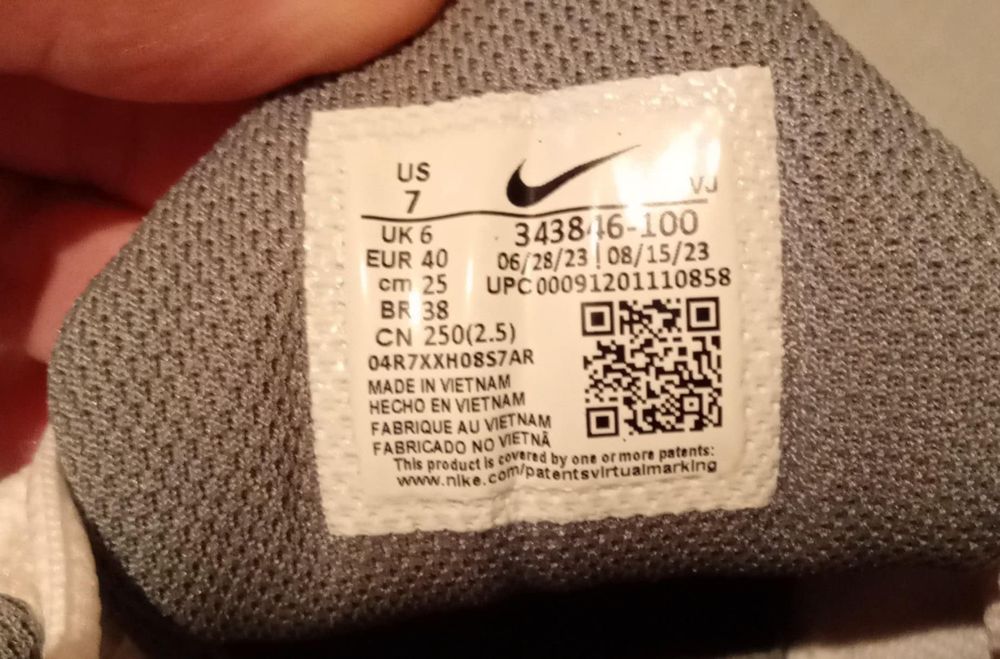 US
7
VJ
UK 6
343846-100
EUR 40
06/28/23 | 08/15/23
cm 25
UPC00091201110858
BR 38
CN 250(2.5)
04R7XXH08S7AR
MADE IN VIETNAM
HECHO EN VIETNAM
FABRIQUE AU VIETNAM
FABRICADO NO VIETNÃ
This product is covered by one or more patents:
www.nike.com/patentsvirtualmarking